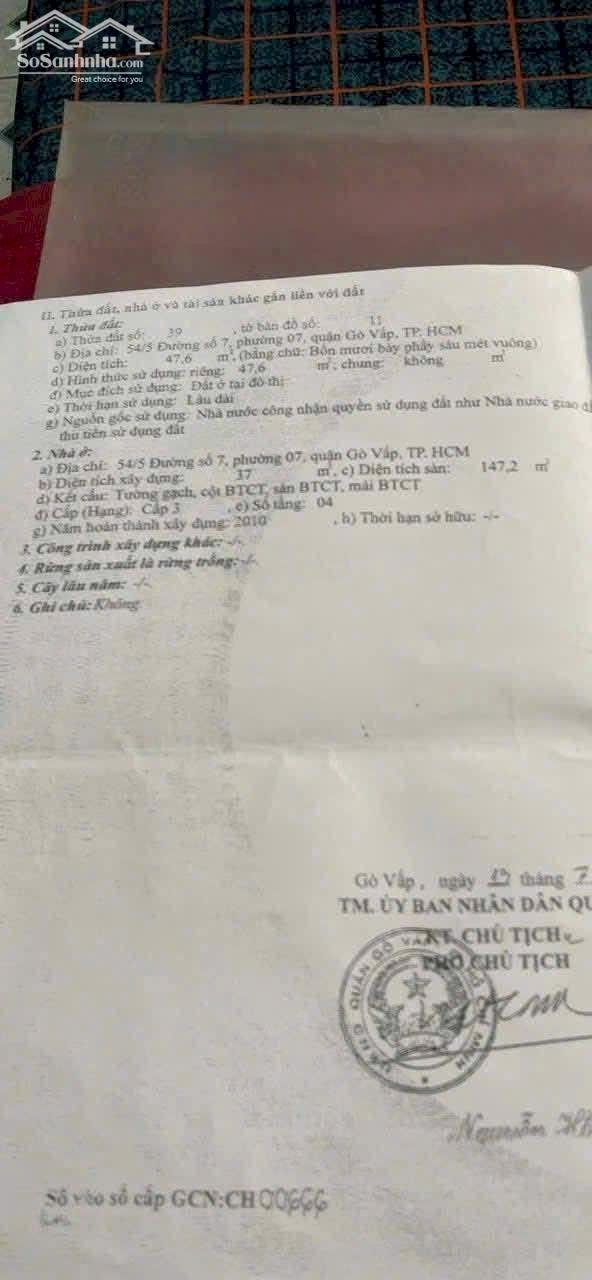 SoSanhnha.com
Great choice for you
II. Thửa đất, nhà ở và tài sản khác gắn liền với đất
1. Thửa đất:
a) Thửa đất số: 39 , tờ bản đồ số: 11
b) Địa chỉ: 54/5 Đường số 7, phường 07, quận Gò Vấp, TP. HCM
c) Diện tích: 47,6 m², (bằng chữ: Bốn mươi bảy phẩy sáu mét vuông)
d) Hình thức sử dụng: riêng: 47,6 m²; chung: không m²
đ) Mục đích sử dụng: Đất ở tại đô thị
e) Thời hạn sử dụng: Lâu dài
g) Nguồn gốc sử dụng: Nhà nước công nhận quyền sử dụng đất như Nhà nước giao
thu tiền sử dụng đất
2. Nhà ở:
a) Địa chỉ: 54/5 Đường số 7, phường 07, quận Gò Vấp, TP. HCM
b) Diện tích xây dựng: 37 m², c) Diện tích sàn: 147,2 m²
d) Kết cấu: Tường gạch, cột BTCT, sàn BTCT, mái BTCT
đ) Cấp (Hạng): Cấp 3 , e) Số tầng: 04
g) Năm hoàn thành xây dựng: 2010 , h) Thời hạn sở hữu: -/-
3. Công trình xây dựng khác: -/-
4. Rừng sản xuất là rừng trồng: -/-
5. Cây lâu năm: -/-
6. Ghi chú: Không
Gò Vấp, ngày 19 tháng 7
TM. ỦY BAN NHÂN DÂN QU
KT. CHỦ TỊCH
PHÓ CHỦ TỊCH
U.B.N.D QUẬN GÒ VẤP
MINH
Nguyễn
Số vào sổ cấp GCN:CH00666